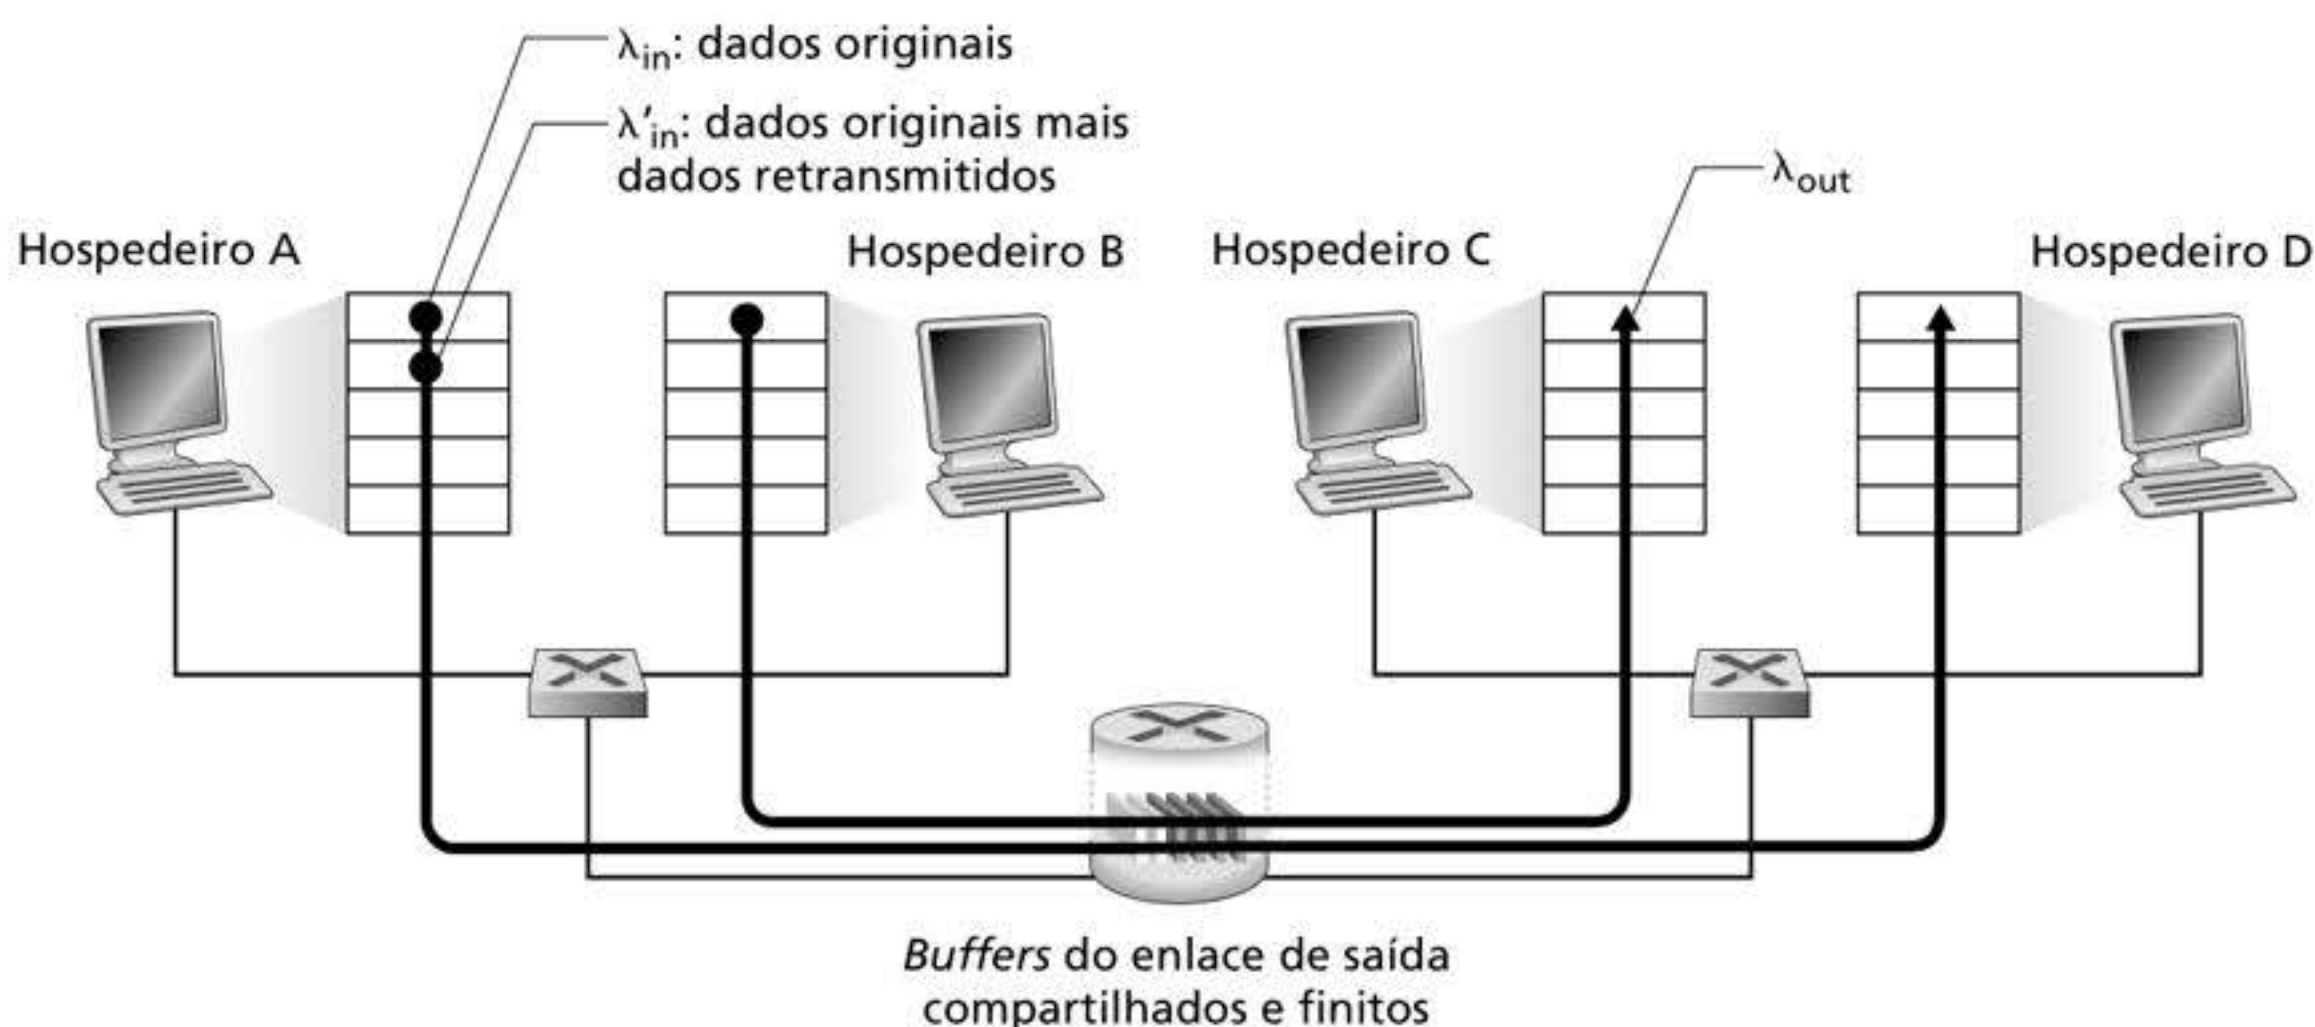 λin: dados originais
λ'in: dados originais mais
dados retransmitidos
λout
Hospedeiro A
Hospedeiro B
Hospedeiro C
Hospedeiro D
Buffers do enlace de saída
compartilhados e finitos